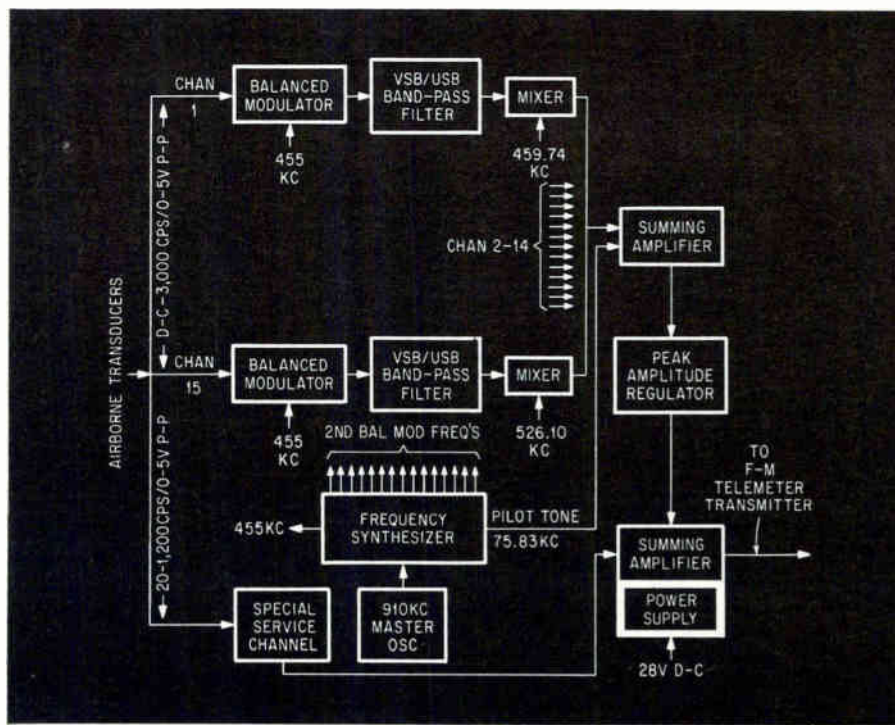 CHAN
1
BALANCED
MODULATOR
VSB/USB
BAND-PASS
FILTER
MIXER
455
KC
459.74
KC
CHAN 2-14
SUMMING
AMPLIFIER
AIRBORNE TRANSDUCERS
D-C-3,000 CPS/0-5V P-P
CHAN
15
BALANCED
MODULATOR
VSB/USB
BAND-PASS
FILTER
MIXER
PEAK
AMPLITUDE
REGULATOR
455
KC
526.10
KC
2ND BAL MOD FREQ'S
20-1,200CPS/0-5V P-P
455KC
FREQUENCY
SYNTHESIZER
PILOT TONE
75.83KC
TO
F-M
TELEMETER
TRANSMITTER
SUMMING
AMPLIFIER
POWER
SUPPLY
SPECIAL
SERVICE
CHANNEL
910KC
MASTER
OSC
28V D-C